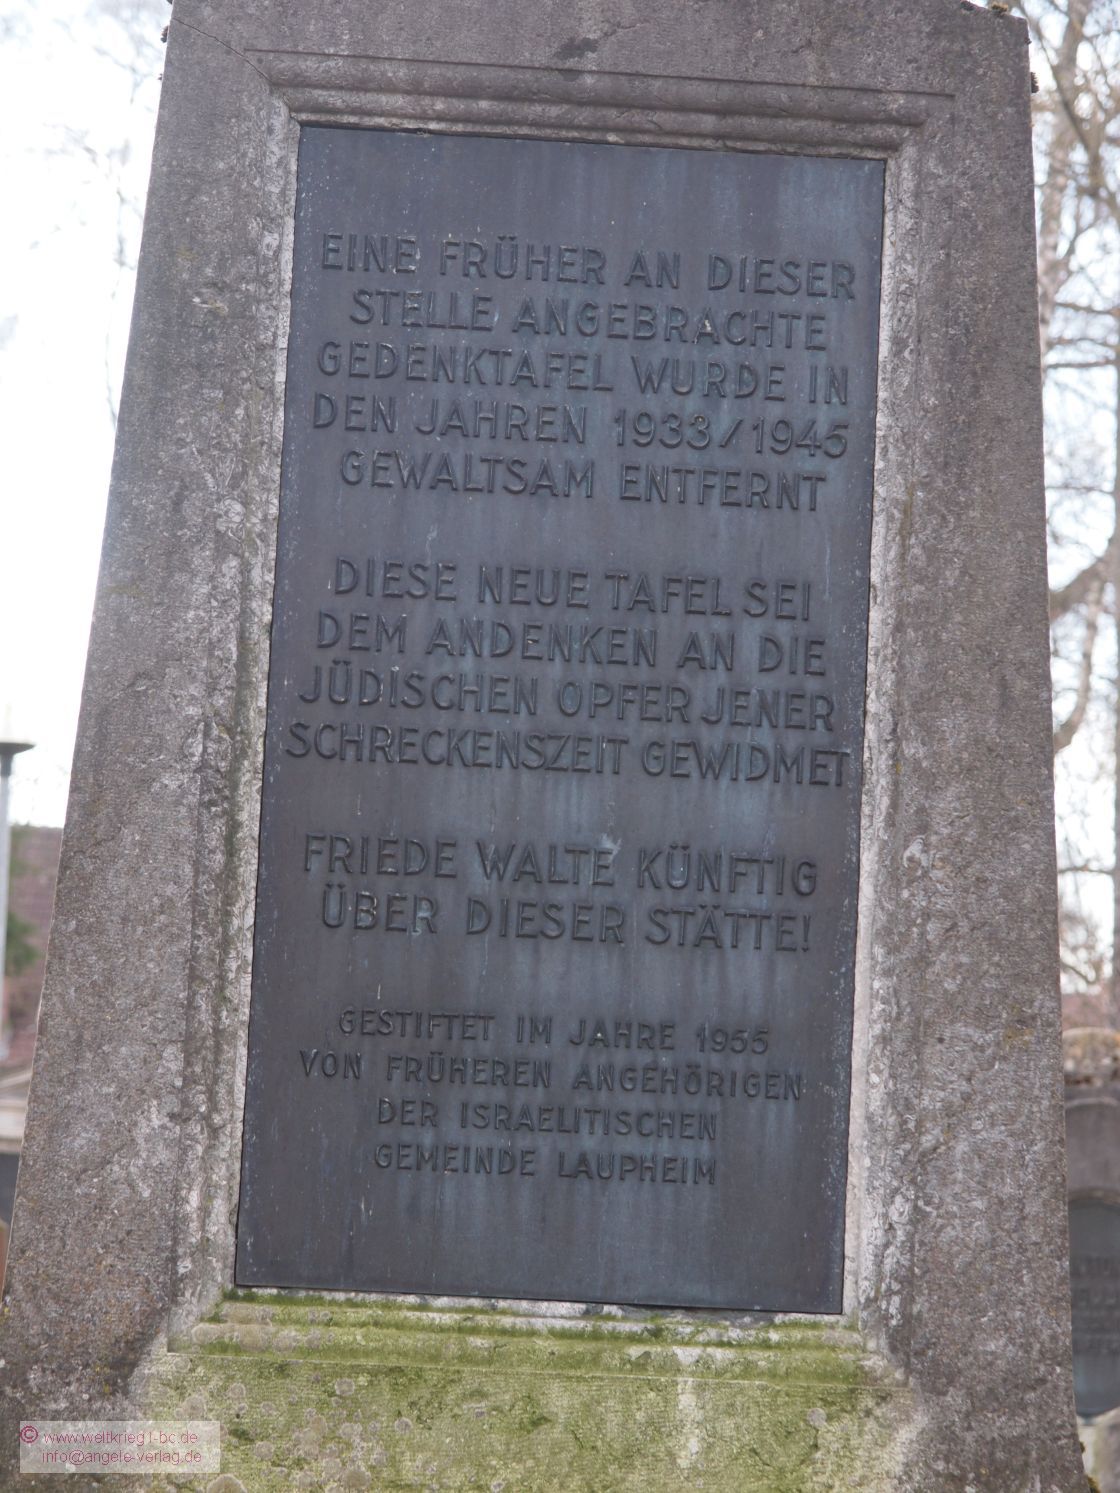 EINE FRÜHER AN DIESER
STELLE ANGEBRACHTE
GEDENKTAFEL WURDE IN
DEN JAHREN 1933/1945
GEWALTSAM ENTFERNT
DIESE NEUE TAFEL SEI
DEM ANDENKEN AN DIE
JÜDISCHEN OPFER JENER
SCHRECKENSZEIT GEWIDMET
FRIEDE WALTE KÜNFTIG
ÜBER DIESER STÄTTE!
GESTIFTET IM JAHRE 1955
VON FRÜHEREN ANGEHÖRIGEN
DER ISRAELITISCHEN
GEMEINDE LAUPHEIM
© www.weltkrieg1-bc.de
info@angele-verlag.de